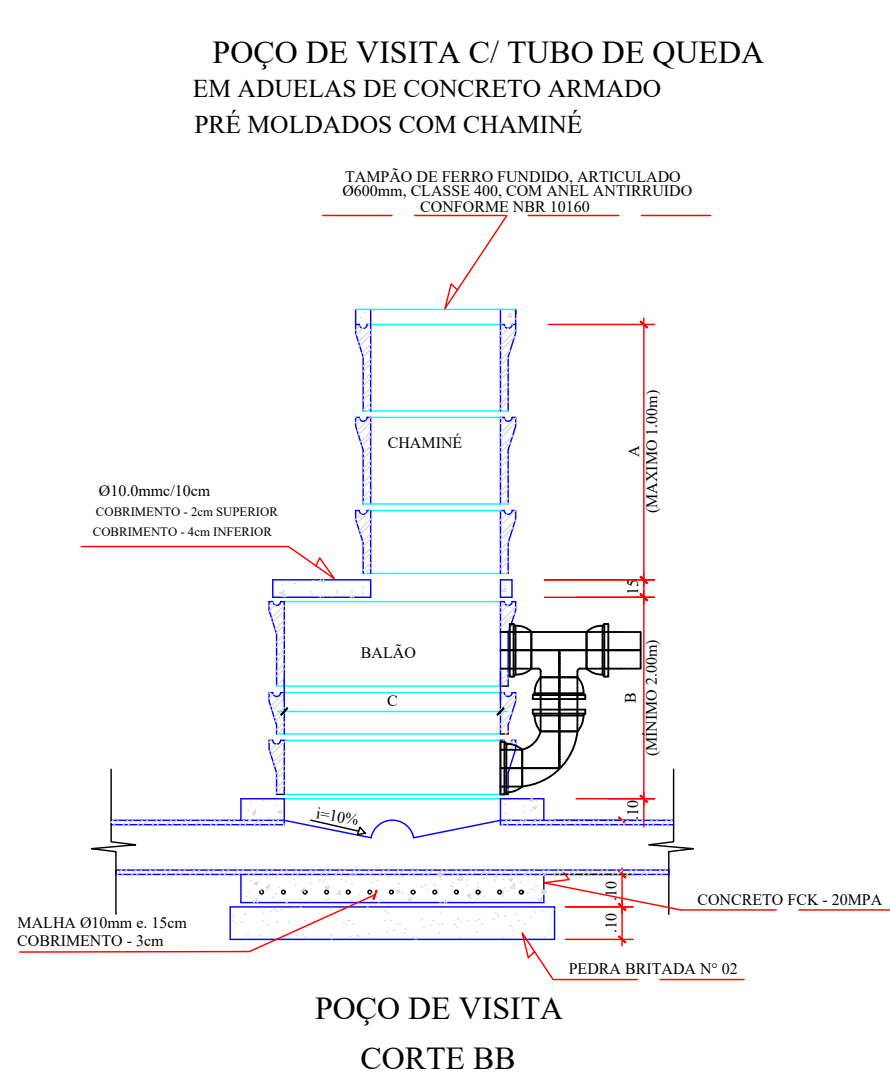 POÇO DE VISITA C/ TUBO DE QUEDA
EM ADUELAS DE CONCRETO ARMADO
PRÉ MOLDADOS COM CHAMINÉ
TAMPÃO DE FERRO FUNDIDO, ARTICULADO
Ø600mm, CLASSE 400, COM ANEL ANTIRRUIDO
CONFORME NBR 10160
CHAMINÉ
A
(MAXIMO 1.00m)
Ø10.0mmc/10cm
COBRIMENTO - 2cm SUPERIOR
COBRIMENTO - 4cm INFERIOR
.15
BALÃO
C
B
(MÍNIMO 2.00m)
i=10%
.10
.10
CONCRETO FCK - 20MPA
MALHA Ø10mm e. 15cm
COBRIMENTO - 3cm
.10
PEDRA BRITADA N° 02
POÇO DE VISITA
CORTE BB